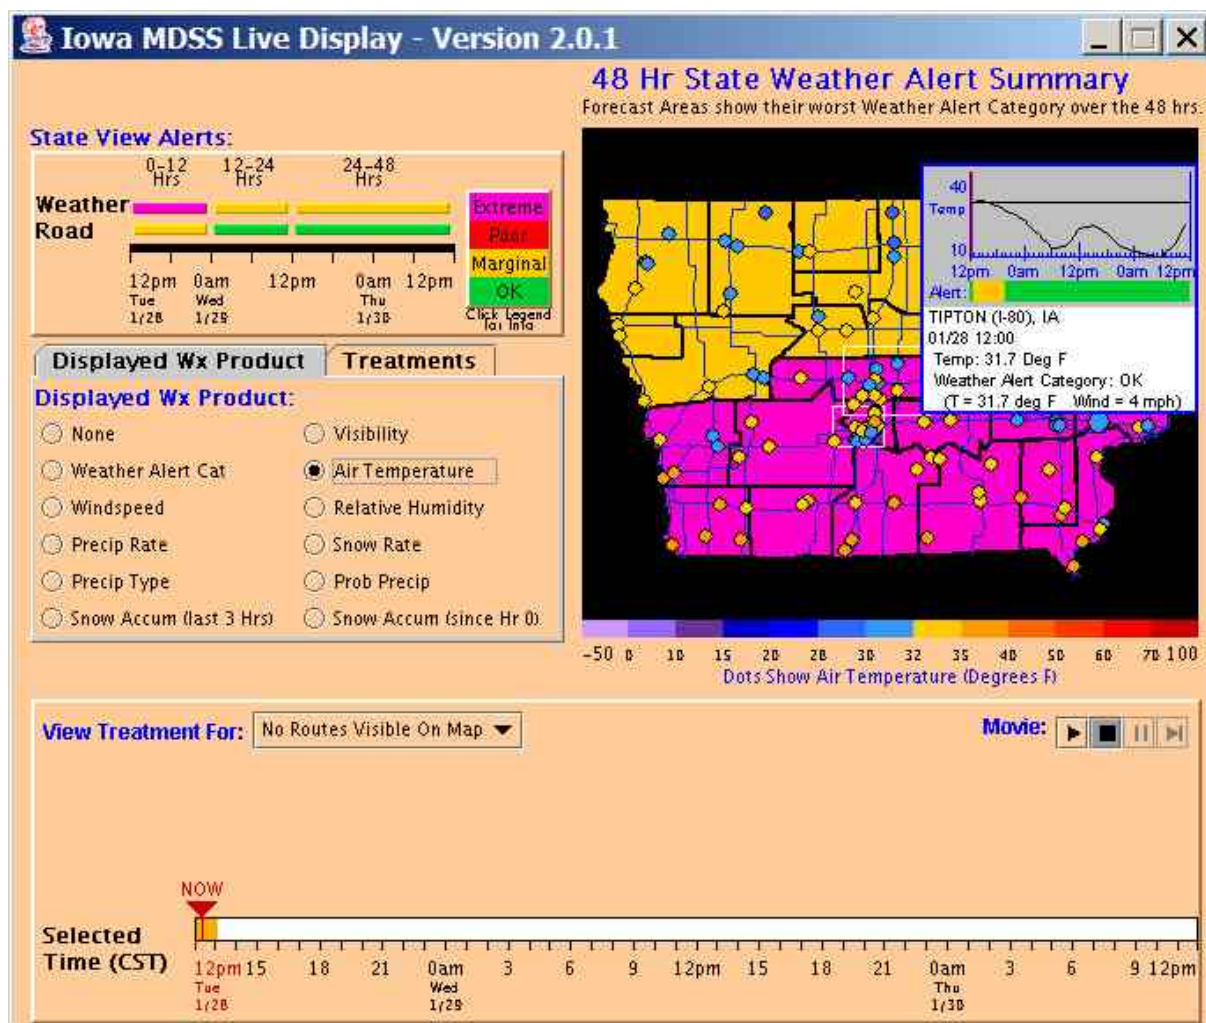 Iowa MDSS Live Display - Version 2.0.1
48 Hr State Weather Alert Summary
Forecast Areas show their worst Weather Alert Category over the 48 hrs.
State View Alerts:
0-12 Hrs 12-24 Hrs 24-48 Hrs
Weather
Road
Extreme
Poor
Marginal
OK
Click Legend
for Info
12pm 0am 12pm 0am 12pm
Tue Wed Thu
1/28 1/29 1/30
40
Temp
10
12pm 0am 12pm 0am 12pm
Alert:
TIPTON (I-80), IA
01/28 12:00
Temp: 31.7 Deg F
Weather Alert Category: OK
(T = 31.7 deg F Wind = 4 mph)
Displayed Wx Product Treatments
Displayed Wx Product:
None Visibility
Weather Alert Cat Air Temperature
Windspeed Relative Humidity
Precip Rate Snow Rate
Precip Type Prob Precip
Snow Accum (last 3 Hrs) Snow Accum (since Hr 0)
-50 0 10 15 20 28 30 32 35 40 50 60 70 100
Dots Show Air Temperature (Degrees F)
View Treatment For: No Routes Visible On Map
Movie:
NOW
Selected
Time (CST)
12pm 15 18 21 0am 3 6 9 12pm 15 18 21 0am 3 6 9 12pm
Tue Wed Thu
1/28 1/29 1/30